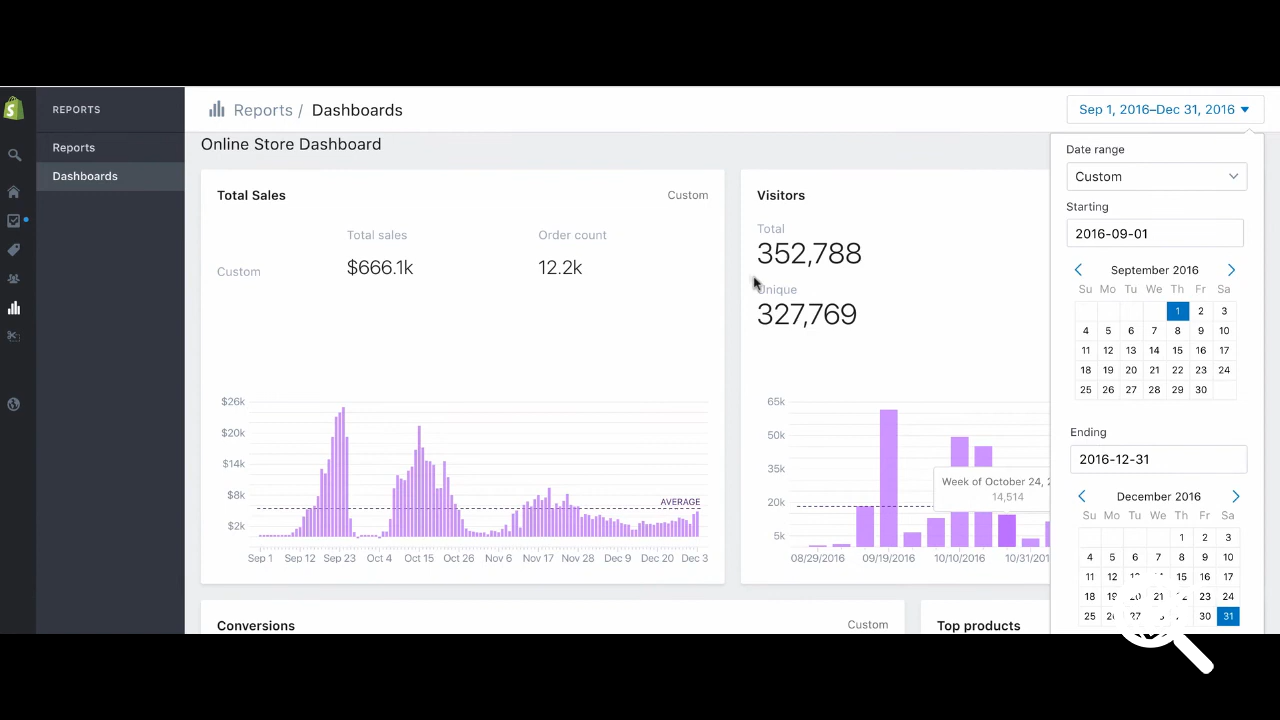 REPORTS
Reports
Dashboards
Reports / Dashboards
Sep 1, 2016–Dec 31, 2016
Online Store Dashboard
Total Sales
Custom
Total sales
Order count
Custom
$666.1k
12.2k
$26k
$20k
$14k
$8k
$2k
AVERAGE
Sep 1 Sep 12 Sep 23 Oct 4 Oct 15 Oct 26 Nov 6 Nov 17 Nov 28 Dec 9 Dec 20 Dec 3
Visitors
Total
352,788
Unique
327,769
65k
50k
35k
20k
5k
Week of October 24, 2
14,514
08/29/2016 09/19/2016 10/10/2016 10/31/201
Conversions
Custom
Top products
Date range
Custom
Starting
2016-09-01
September 2016
Su Mo Tu We Th Fr Sa
1 2 3
4 5 6 7 8 9 10
11 12 13 14 15 16 17
18 19 20 21 22 23 24
25 26 27 28 29 30
Ending
2016-12-31
December 2016
Su Mo Tu We Th Fr Sa
1 2 3
4 5 6 7 8 9 10
11 12 15 16 17
18 21 23 24
25 27 30 31